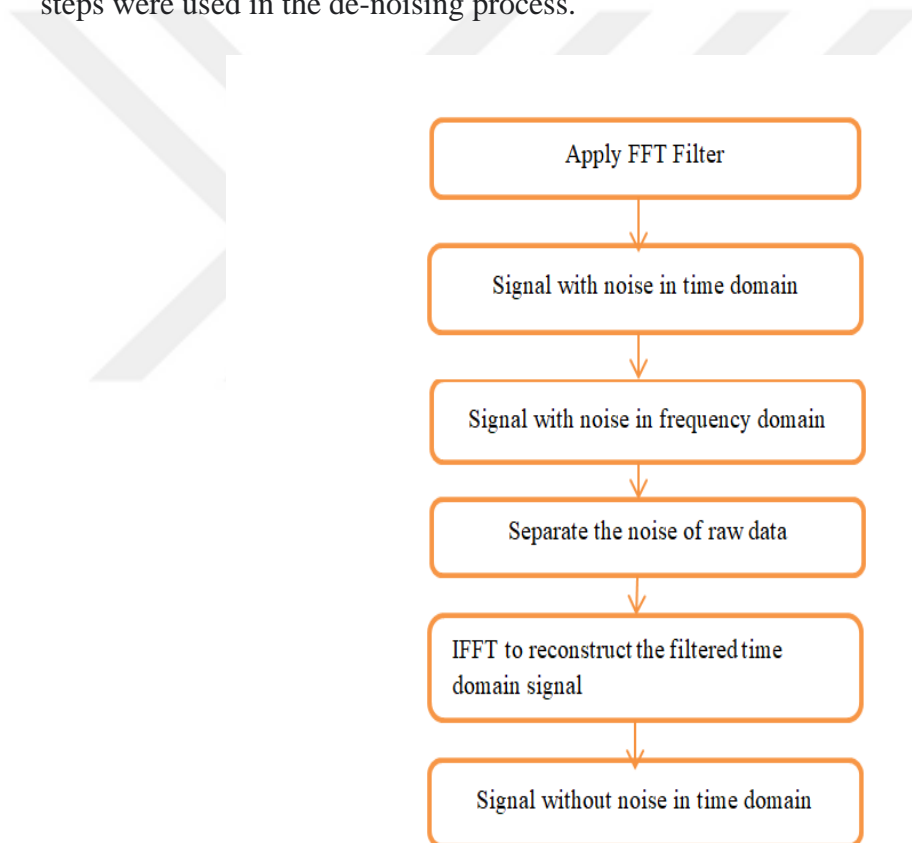 steps were used in the de-noising process.
Apply FFT Filter
Signal with noise in time domain
Signal with noise in frequency domain
Separate the noise of raw data
IFFT to reconstruct the filtered time
domain signal
Signal without noise in time domain